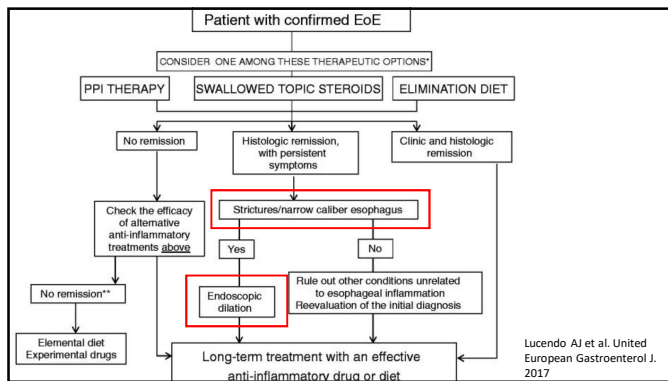 Patient with confirmed EoE
CONSIDER ONE AMONG THESE THERAPEUTIC OPTIONS*
PPI THERAPY
SWALLOWED TOPIC STEROIDS
ELIMINATION DIET
No remission
Histologic remission,
with persistent
symptoms
Clinic and histologic
remission
Strictures/narrow caliber esophagus
Check the efficacy
of alternative
anti-inflammatory
treatments above
Yes
No
No remission**
Endoscopic
dilation
Rule out other conditions unrelated
to esophageal inflammation
Reevaluation of the initial diagnosis
Elemental diet
Experimental drugs
Long-term treatment with an effective
anti-inflammatory drug or diet
Lucendo AJ et al. United
European Gastroenterol J.
2017